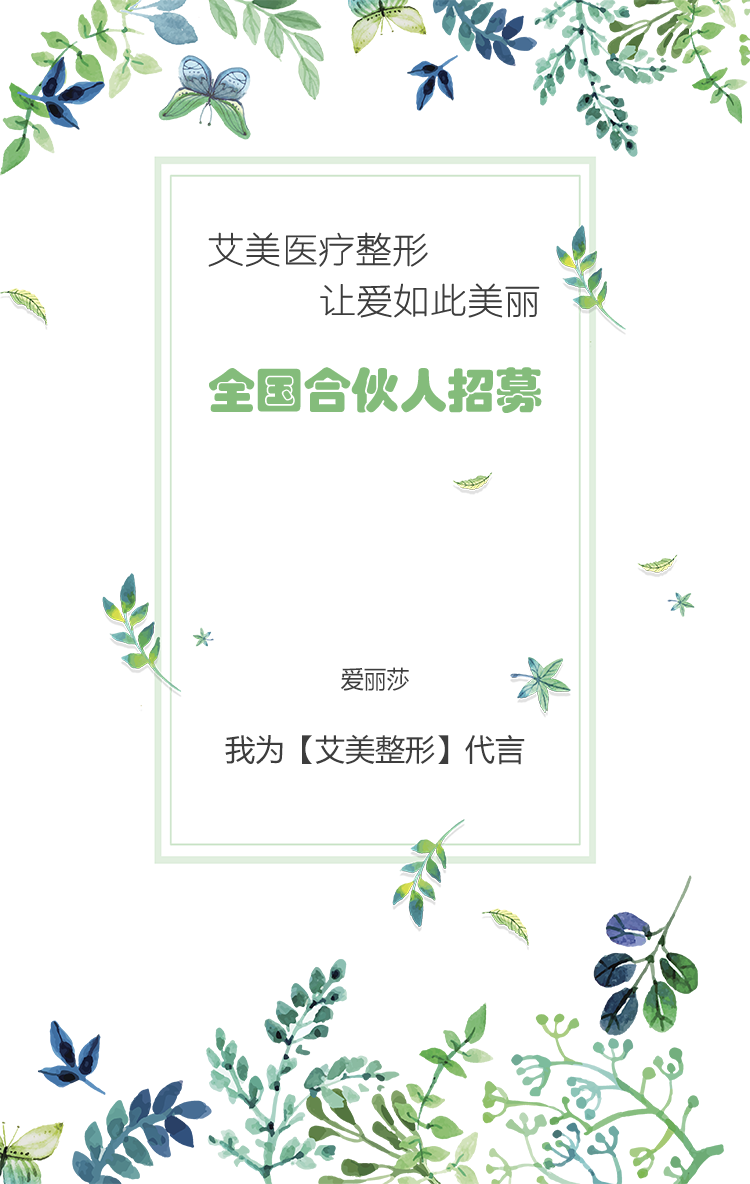 艾美医疗整形
让爱如此美丽
全国合伙人招募
爱丽莎
我为【艾美整形】代言